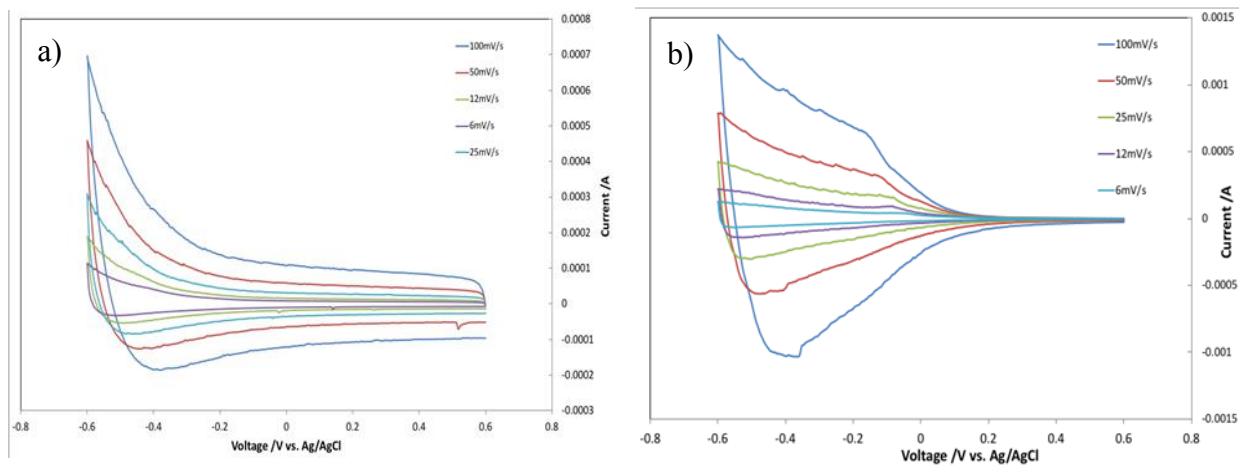 a)
100mV/s
50mV/s
12mV/s
6mV/s
25mV/s
0.0008
0.0007
0.0006
0.0005
0.0004
0.0003
0.0002
0.0001
0
-0.0001
-0.0002
-0.0003
Current /A
-0.8 -0.6 -0.4 -0.2 0 0.2 0.4 0.6 0.8
Voltage /V vs. Ag/AgCl
b)
100mV/s
50mV/s
25mV/s
12mV/s
6mV/s
0.0015
0.001
0.0005
0
-0.0005
-0.001
-0.0015
Current /A
-0.8 -0.6 -0.4 -0.2 0 0.2 0.4 0.6 0.8
Voltage /V vs. Ag/AgCl